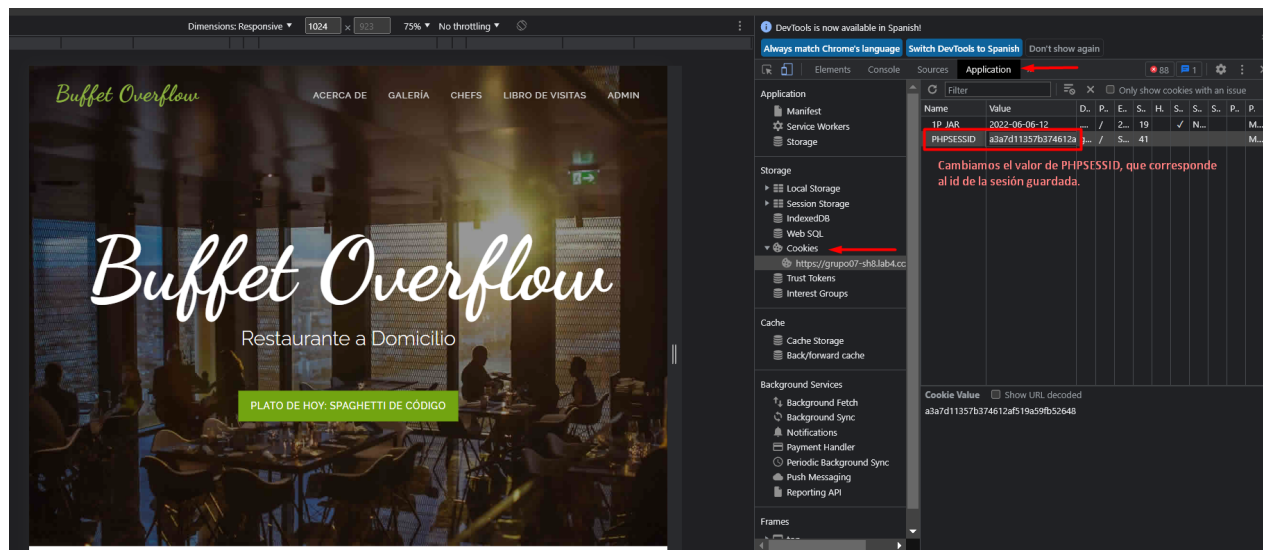 Dimensions: Responsive ▼ 1024 × 923 75% ▼ No throttling ▼
Buffet Overflow
ACERCA DE GALERÍA CHEFS LIBRO DE VISITAS ADMIN
Buffet Overflow
Restaurante a Domicilio
PLATO DE HOY: SPAGHETTI DE CÓDIGO
DevTools is now available in Spanish!
Always match Chrome's language Switch DevTools to Spanish Don't show again
Elements Console Sources Application 88 1
Application
Manifest
Service Workers
Storage
Storage
Local Storage
Session Storage
IndexedDB
Web SQL
Cookies
https://grupo07-sh8.lab4.cc
Trust Tokens
Interest Groups
Cache
Cache Storage
Back/forward cache
Background Services
Background Fetch
Background Sync
Notifications
Payment Handler
Periodic Background Sync
Push Messaging
Reporting API
Frames
top
Filter Only show cookies with an issue
Name Value D.. P.. E.. S.. H. S.. S.. S.. P.. P.
1P_JAR 2022-06-06-12 .... / 2... 19 ✓ N... M...
PHPSESSID a3a7d11357b374612a g... / S... 41 M...
Cambiamos el valor de PHPSESSID, que corresponde
al id de la sesión guardada.
Cookie Value Show URL decoded
a3a7d11357b374612af519a59fb52648